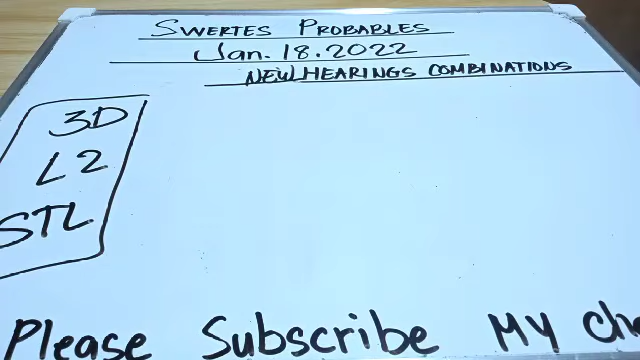 SWERTES PROBABLES
Jan. 18. 2022
NEW HEARINGS COMBINATIONS
3D
L2
STL
Please Subscribe My